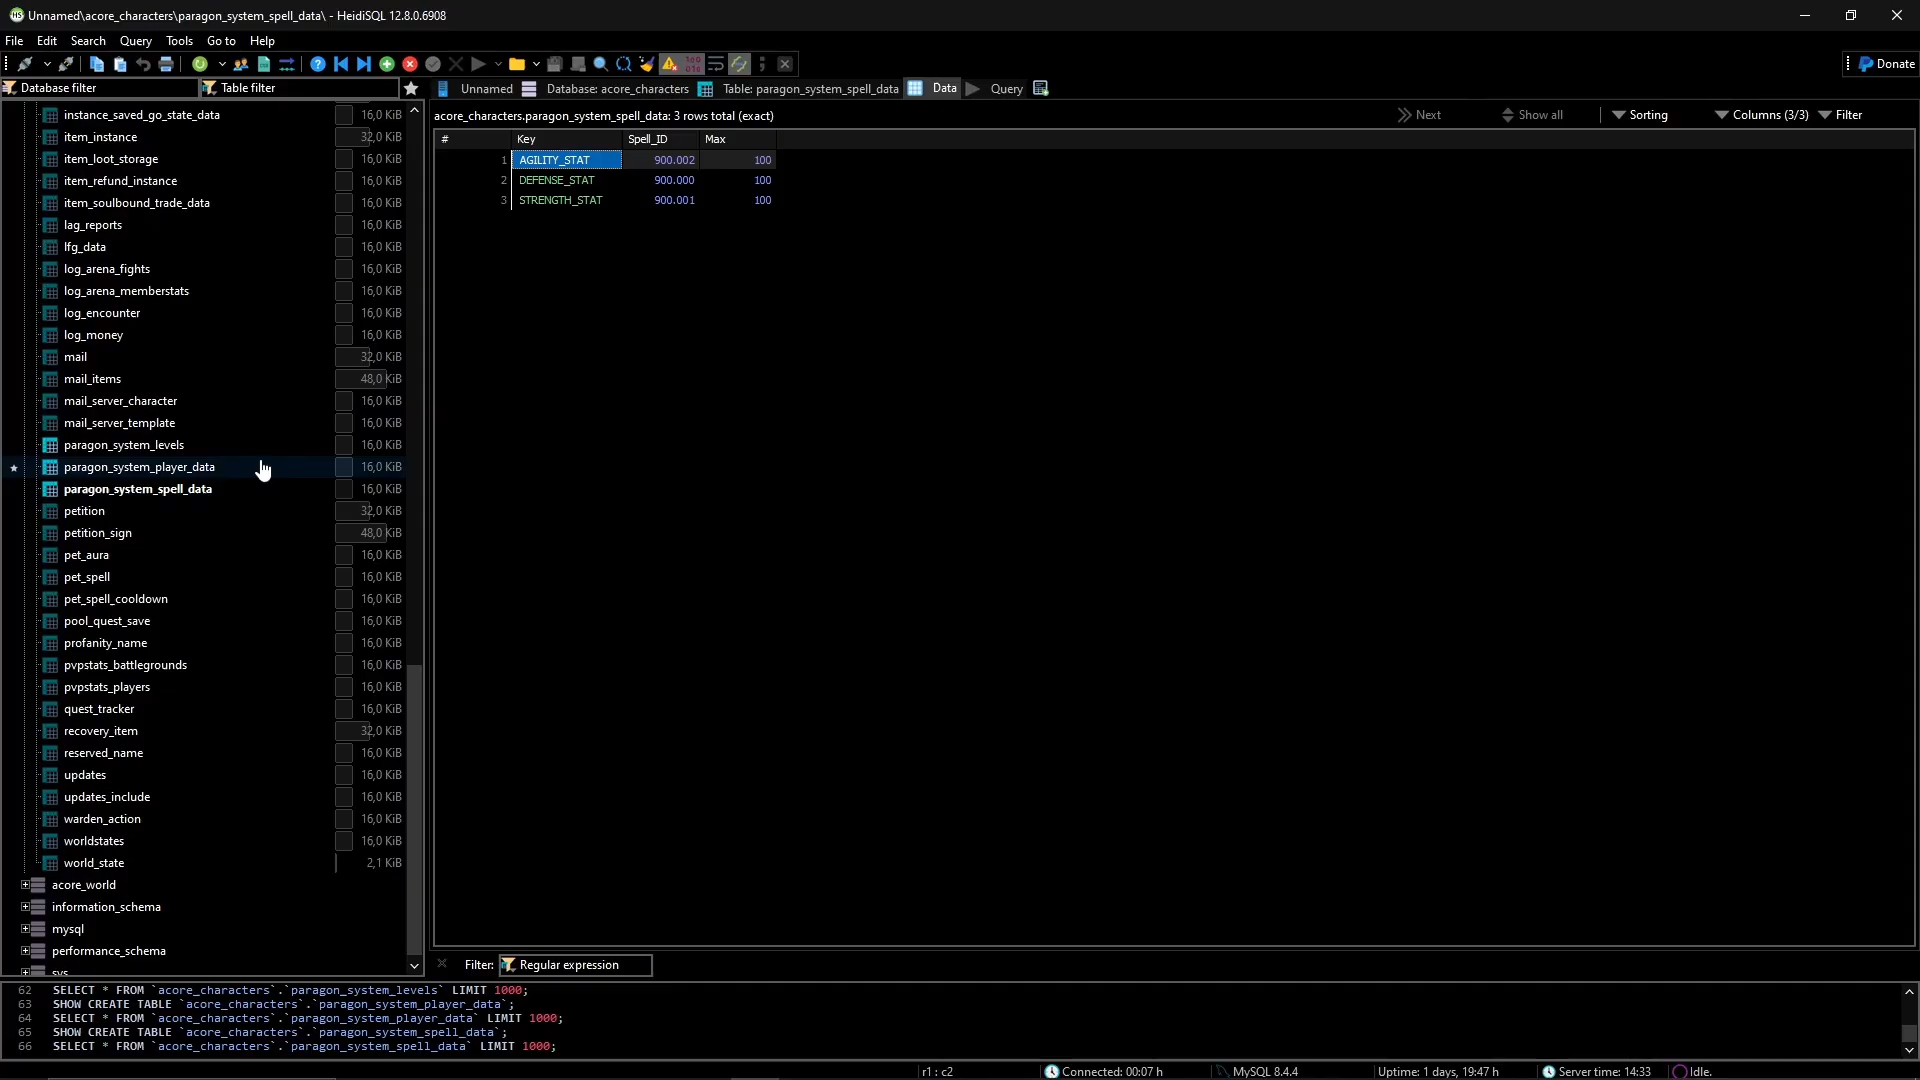 Unnamed\acore_characters\paragon_system_spell_data\ - HeidiSQL 12.8.0.6908
File Edit Search Query Tools Go to Help
Donate
Database filter Table filter
Unnamed Database: acore_characters Table: paragon_system_spell_data Data Query
acore_characters.paragon_system_spell_data: 3 rows total (exact) Next Show all Sorting Columns (3/3) Filter
# Key Spell_ID Max
1 AGILITY_STAT 900.002 100
2 DEFENSE_STAT 900.000 100
3 STRENGTH_STAT 900.001 100
instance_saved_go_state_data 16,0 KiB
item_instance 32,0 KiB
item_loot_storage 16,0 KiB
item_refund_instance 16,0 KiB
item_soulbound_trade_data 16,0 KiB
lag_reports 16,0 KiB
lfg_data 16,0 KiB
log_arena_fights 16,0 KiB
log_arena_memberstats 16,0 KiB
log_encounter 16,0 KiB
log_money 16,0 KiB
mail 32,0 KiB
mail_items 48,0 KiB
mail_server_character 16,0 KiB
mail_server_template 16,0 KiB
paragon_system_levels 16,0 KiB
paragon_system_player_data 16,0 KiB
paragon_system_spell_data 16,0 KiB
petition 32,0 KiB
petition_sign 48,0 KiB
pet_aura 16,0 KiB
pet_spell 16,0 KiB
pet_spell_cooldown 16,0 KiB
pool_quest_save 16,0 KiB
profanity_name 16,0 KiB
pvpstats_battlegrounds 16,0 KiB
pvpstats_players 16,0 KiB
quest_tracker 16,0 KiB
recovery_item 32,0 KiB
reserved_name 16,0 KiB
updates 16,0 KiB
updates_include 16,0 KiB
warden_action 16,0 KiB
worldstates 16,0 KiB
world_state 2,1 KiB
acore_world
information_schema
mysql
performance_schema
sys
Filter: Regular expression
62 SELECT * FROM `acore_characters`.`paragon_system_levels` LIMIT 1000;
63 SHOW CREATE TABLE `acore_characters`.`paragon_system_player_data`;
64 SELECT * FROM `acore_characters`.`paragon_system_player_data` LIMIT 1000;
65 SHOW CREATE TABLE `acore_characters`.`paragon_system_spell_data`;
66 SELECT * FROM `acore_characters`.`paragon_system_spell_data` LIMIT 1000;
r1 : c2 Connected: 00:07 h MySQL 8.4.4 Uptime: 1 days, 19:47 h Server time: 14:33 Idle.